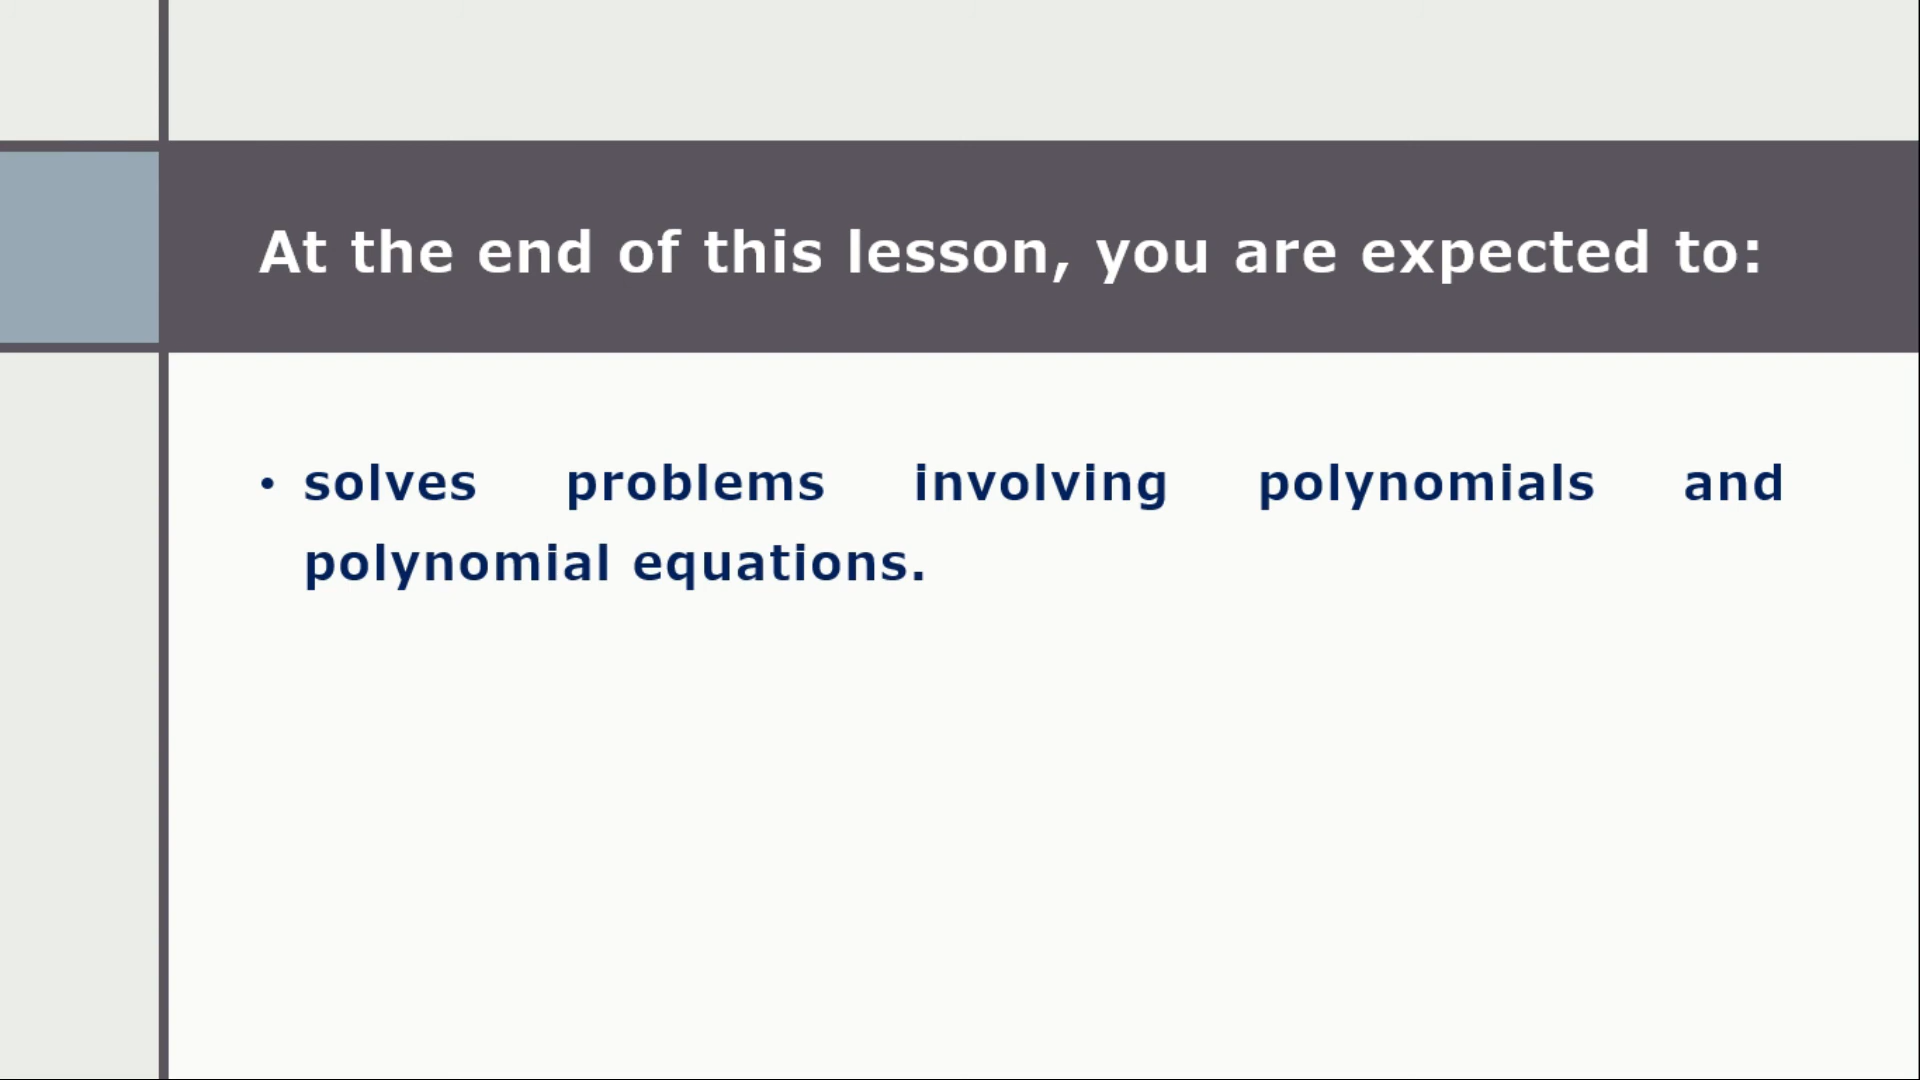 At the end of this lesson, you are expected to:
• solves problems involving polynomials and
polynomial equations.